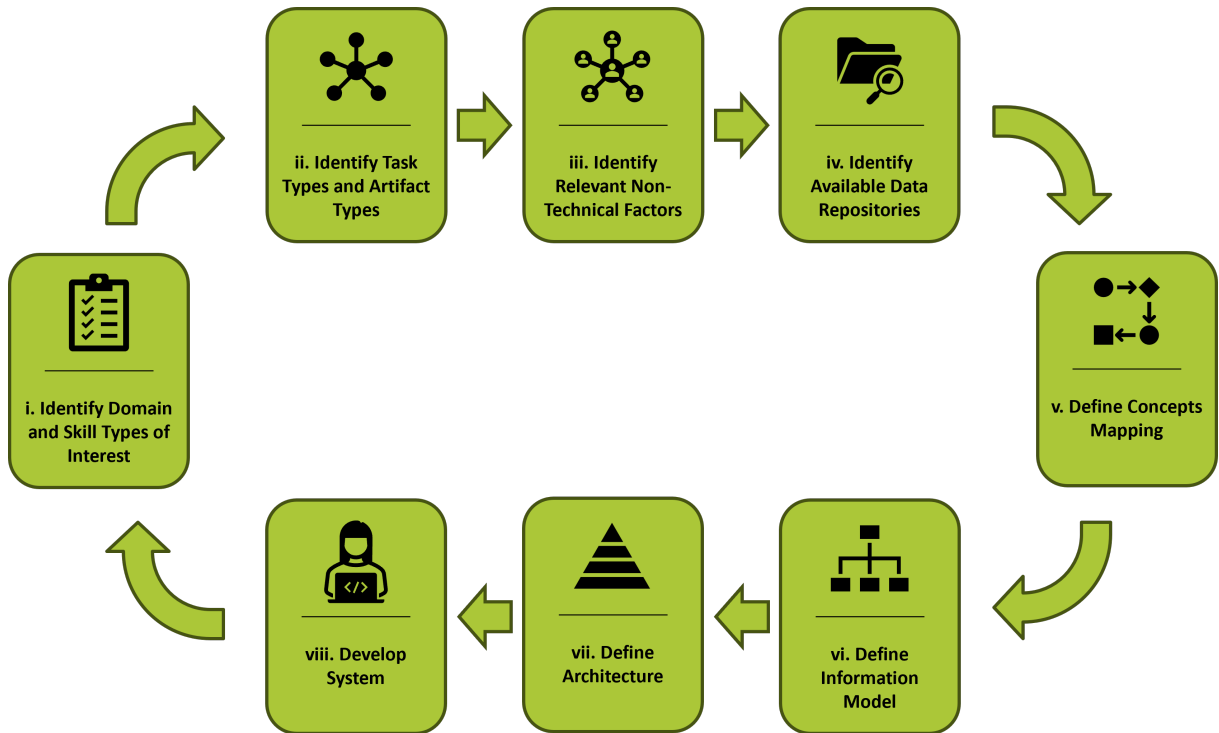 i. Identify Domain
and Skill Types of
Interest
ii. Identify Task
Types and Artifact
Types
iii. Identify
Relevant Non-
Technical Factors
iv. Identify
Available Data
Repositories
v. Define Concepts
Mapping
vi. Define
Information
Model
vii. Define
Architecture
viii. Develop
System